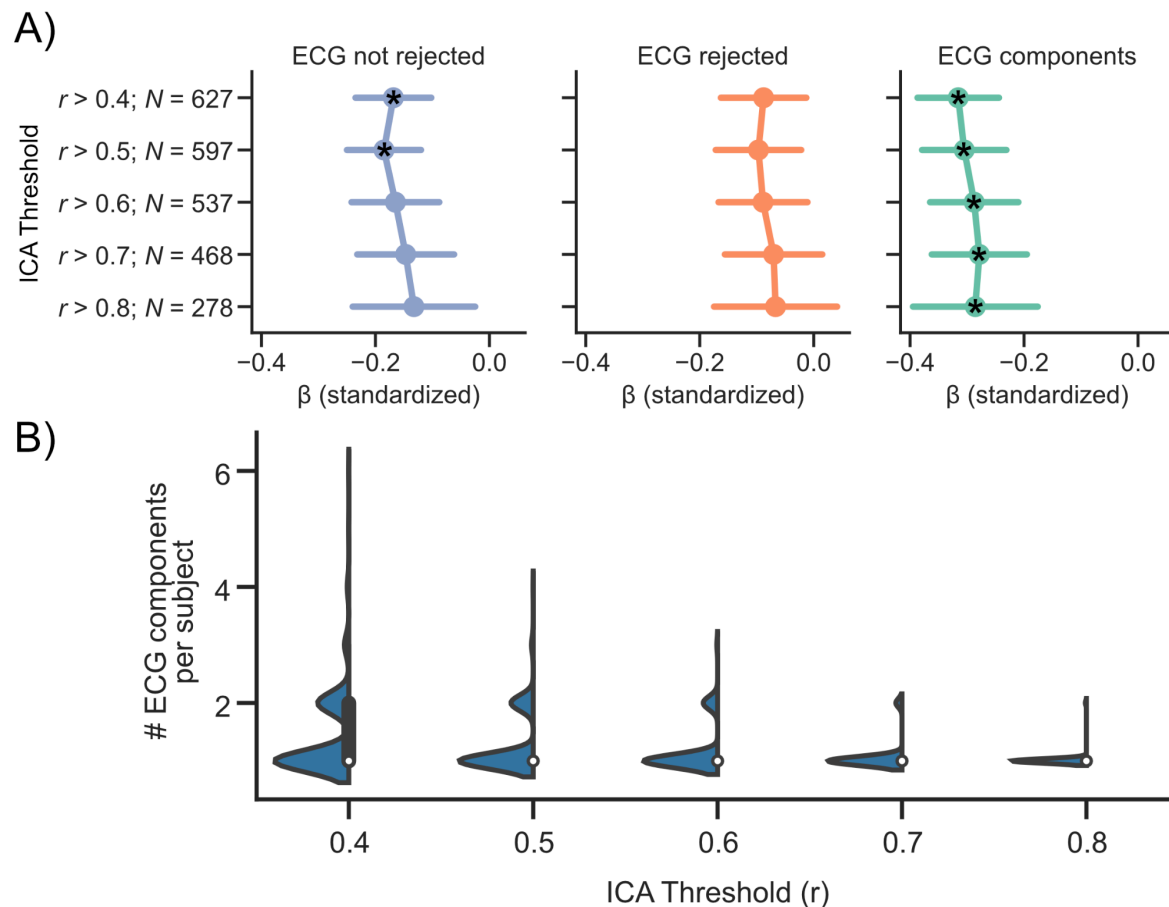 A)
ECG not rejected ECG rejected ECG components
ICA Threshold
r > 0.4; N = 627
r > 0.5; N = 597
r > 0.6; N = 537
r > 0.7; N = 468
r > 0.8; N = 278
−0.4 −0.2 0.0 −0.4 −0.2 0.0 −0.4 −0.2 0.0
β (standardized) β (standardized) β (standardized)
B)
# ECG components
per subject
6
4
2
0.4 0.5 0.6 0.7 0.8
ICA Threshold (r)